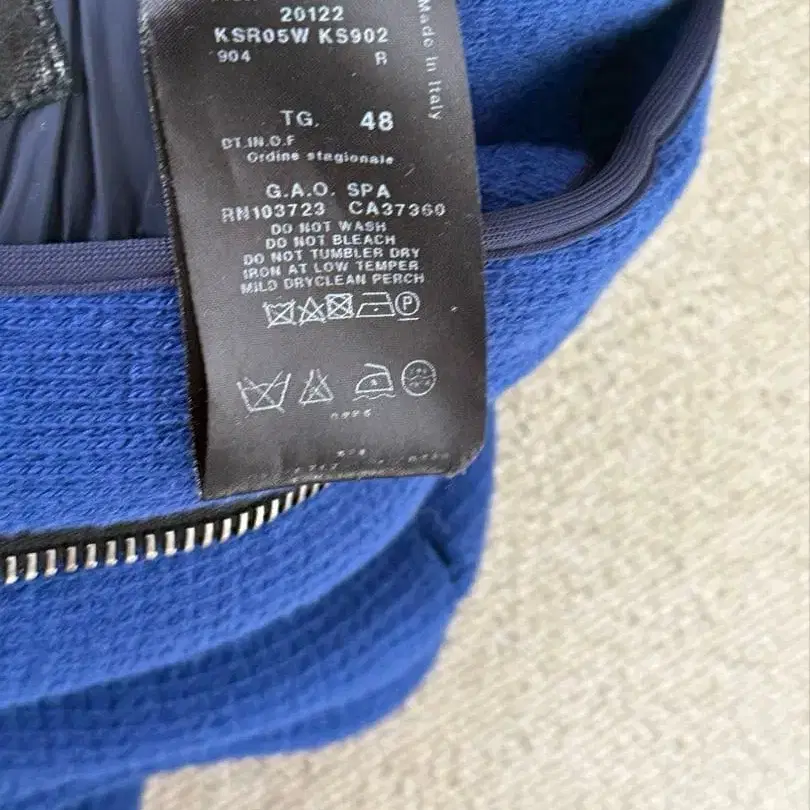 20122
KSR05W KS902
904 R
Made in Italy
TG. 48
DT.IN.O.F
Ordine stagionale
G.A.O. SPA
RN103723 CA37360
DO NOT WASH
DO NOT BLEACH
DO NOT TUMBLER DRY
IRON AT LOW TEMPER
MILD DRYCLEAN PERCH
P